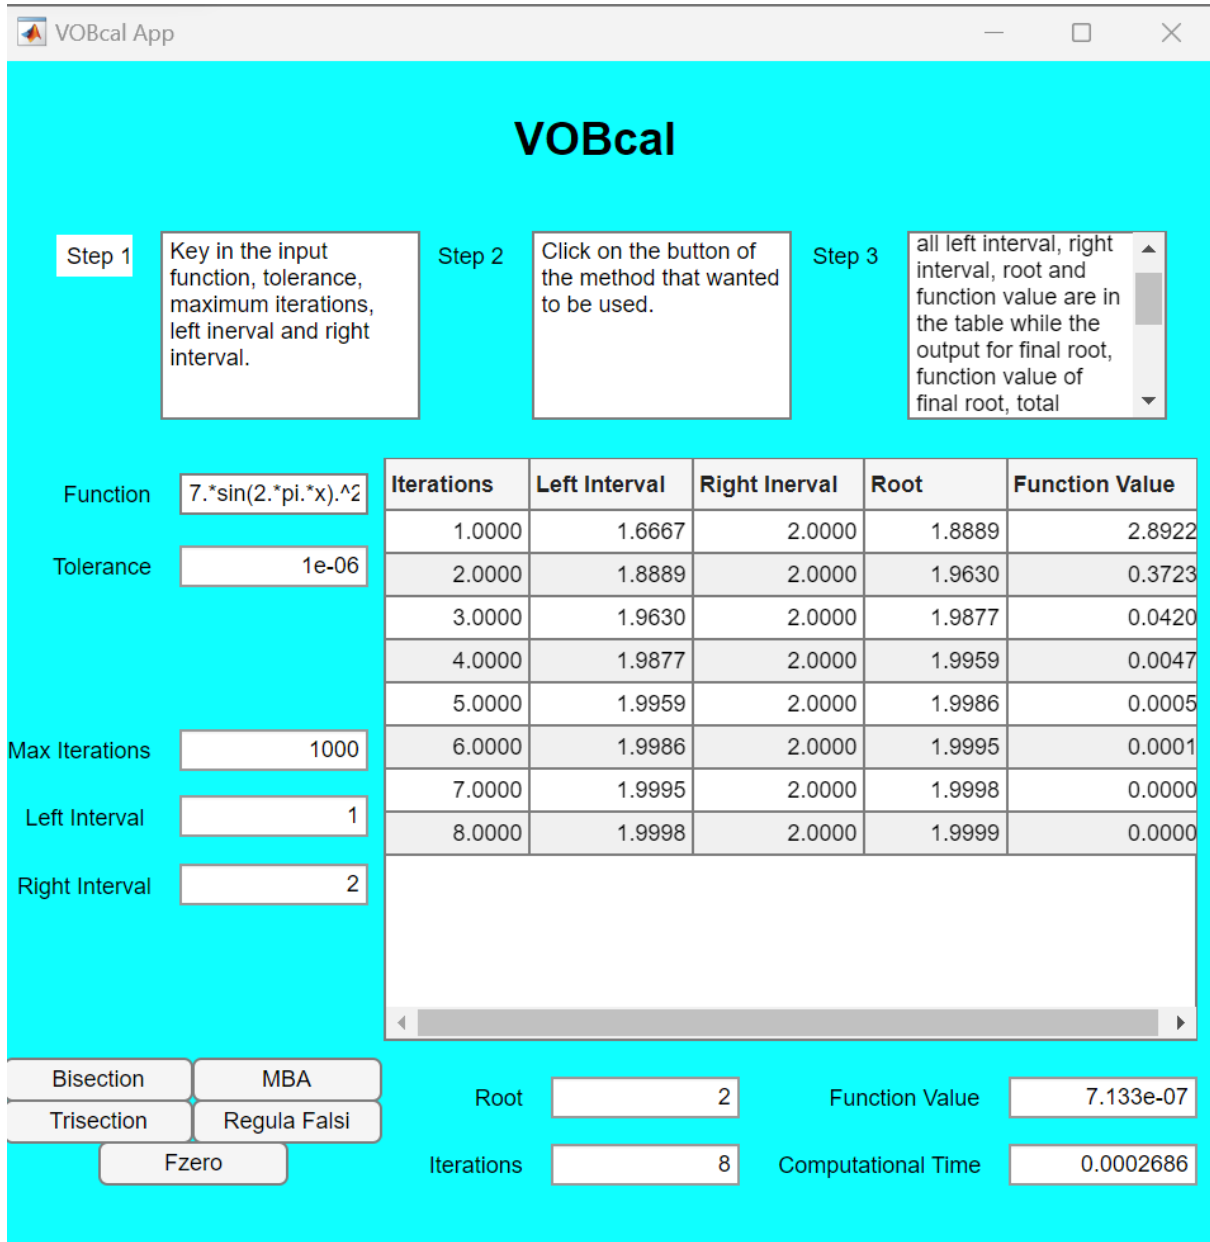 VOBcal App
VOBcal
Step 1
Key in the input
function, tolerance,
maximum iterations,
left inerval and right
interval.
Step 2
Click on the button of
the method that wanted
to be used.
Step 3
all left interval, right
interval, root and
function value are in
the table while the
output for final root,
function value of
final root, total
Function 7.*sin(2.*pi.*x).^2
Tolerance 1e-06
Max Iterations 1000
Left Interval 1
Right Interval 2
Iterations Left Interval Right Inerval Root Function Value
1.0000 1.6667 2.0000 1.8889 2.8922
2.0000 1.8889 2.0000 1.9630 0.3723
3.0000 1.9630 2.0000 1.9877 0.0420
4.0000 1.9877 2.0000 1.9959 0.0047
5.0000 1.9959 2.0000 1.9986 0.0005
6.0000 1.9986 2.0000 1.9995 0.0001
7.0000 1.9995 2.0000 1.9998 0.0000
8.0000 1.9998 2.0000 1.9999 0.0000
Bisection MBA
Trisection Regula Falsi
Fzero
Root 2 Function Value 7.133e-07
Iterations 8 Computational Time 0.0002686